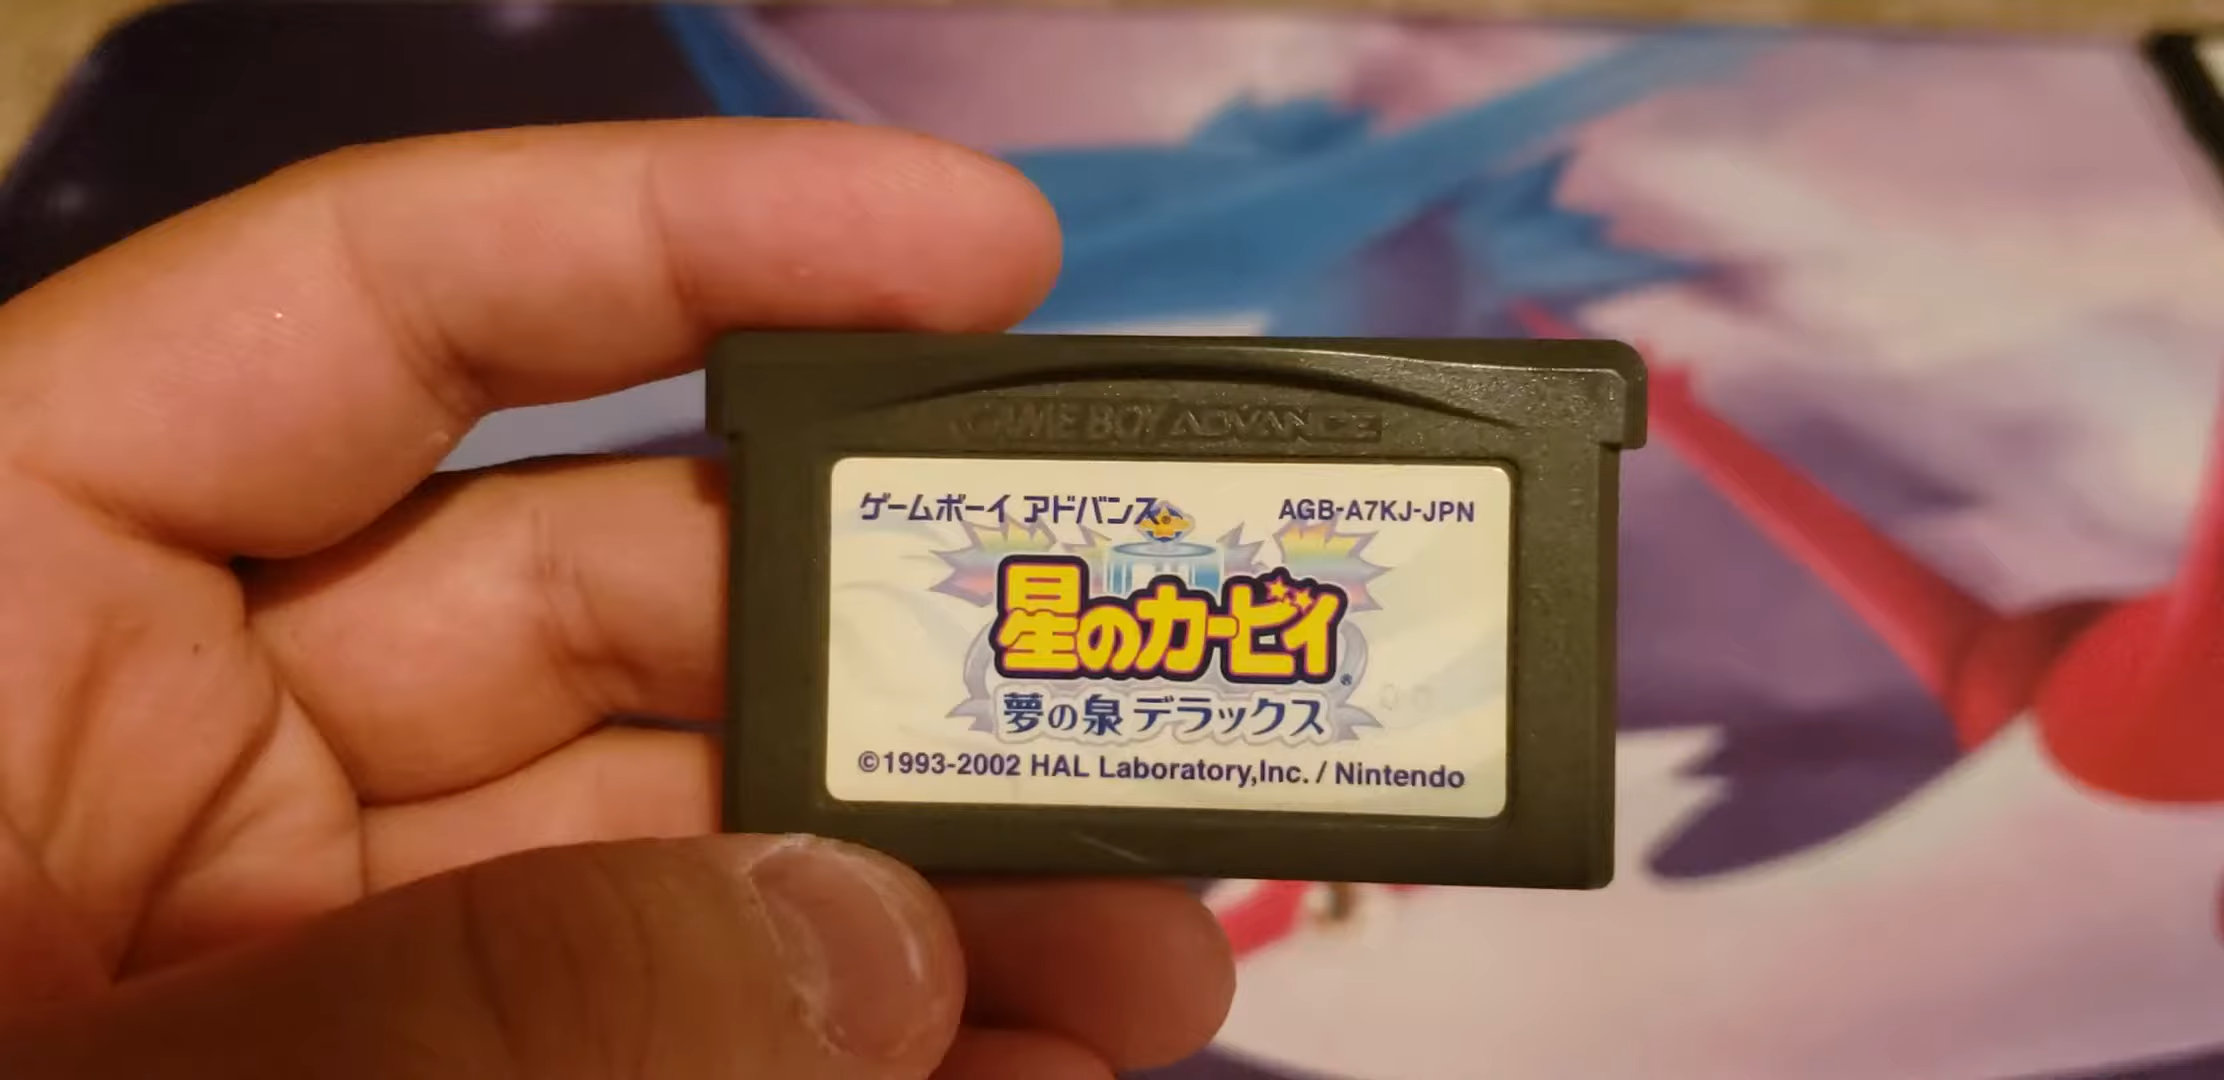 GAME BOY ADVANCE
ゲームボーイ アドバンス AGB-A7KJ-JPN
星のカービィ®
夢の泉デラックス
©1993-2002 HAL Laboratory,Inc. / Nintendo